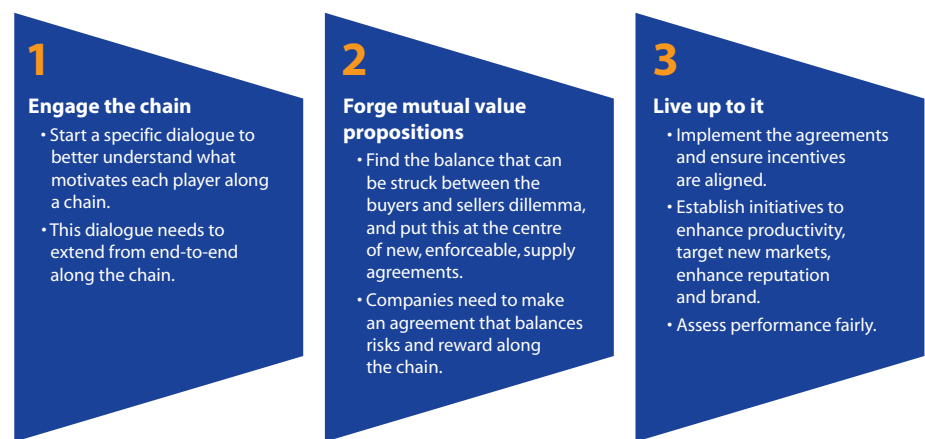 1
Engage the chain
• Start a specific dialogue to
better understand what
motivates each player along
a chain.
• This dialogue needs to
extend from end-to-end
along the chain.
2
Forge mutual value
propositions
• Find the balance that can
be struck between the
buyers and sellers dillemma,
and put this at the centre
of new, enforceable, supply
agreements.
• Companies need to make
an agreement that balances
risks and reward along
the chain.
3
Live up to it
• Implement the agreements
and ensure incentives
are aligned.
• Establish initiatives to
enhance productivity,
target new markets,
enhance reputation
and brand.
• Assess performance fairly.